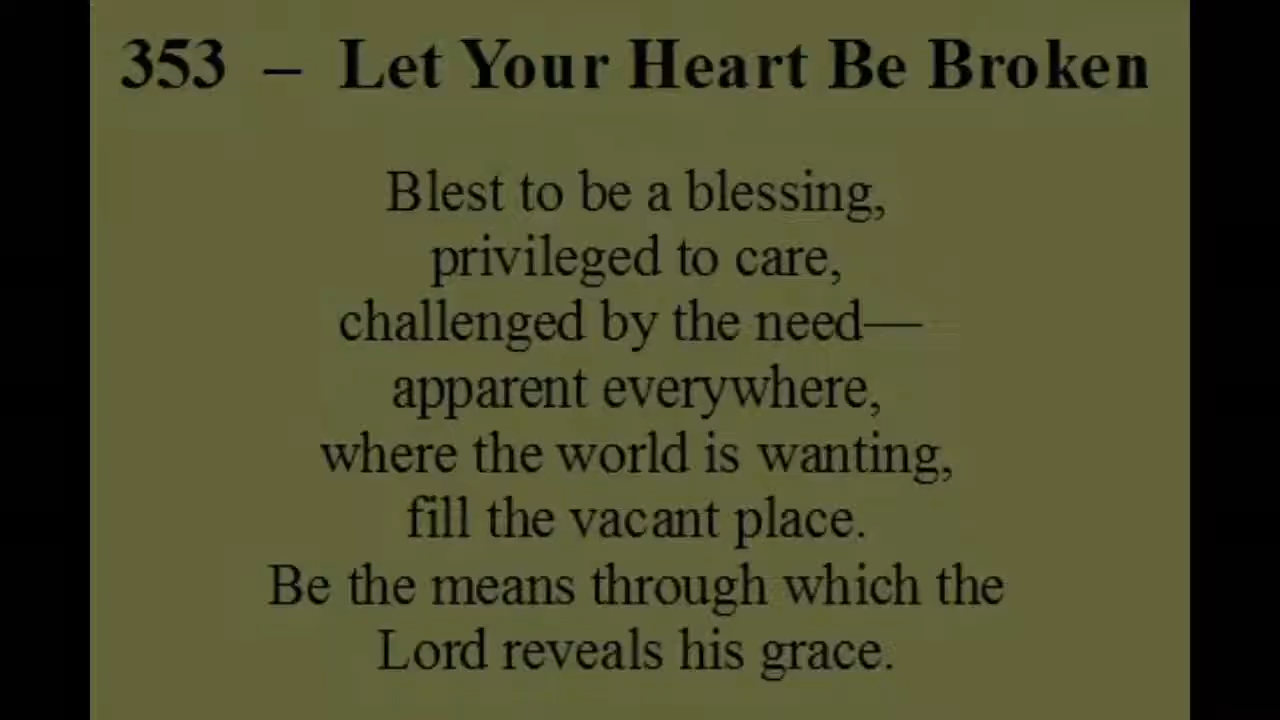 353 – Let Your Heart Be Broken
Blest to be a blessing,
privileged to care,
challenged by the need—
apparent everywhere,
where the world is wanting,
fill the vacant place.
Be the means through which the
Lord reveals his grace.